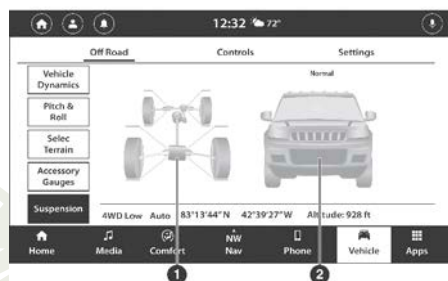 12:32 72°
Off Road Controls Settings
Vehicle Dynamics
Normal
Pitch & Roll
Selec Terrain
Accessory Gauges
Suspension
4WD Low Auto 83°13'44"N 42°39'27"W Altitude: 928 ft
NW
Home Media Comfort Nav Phone Vehicle Apps
1 2